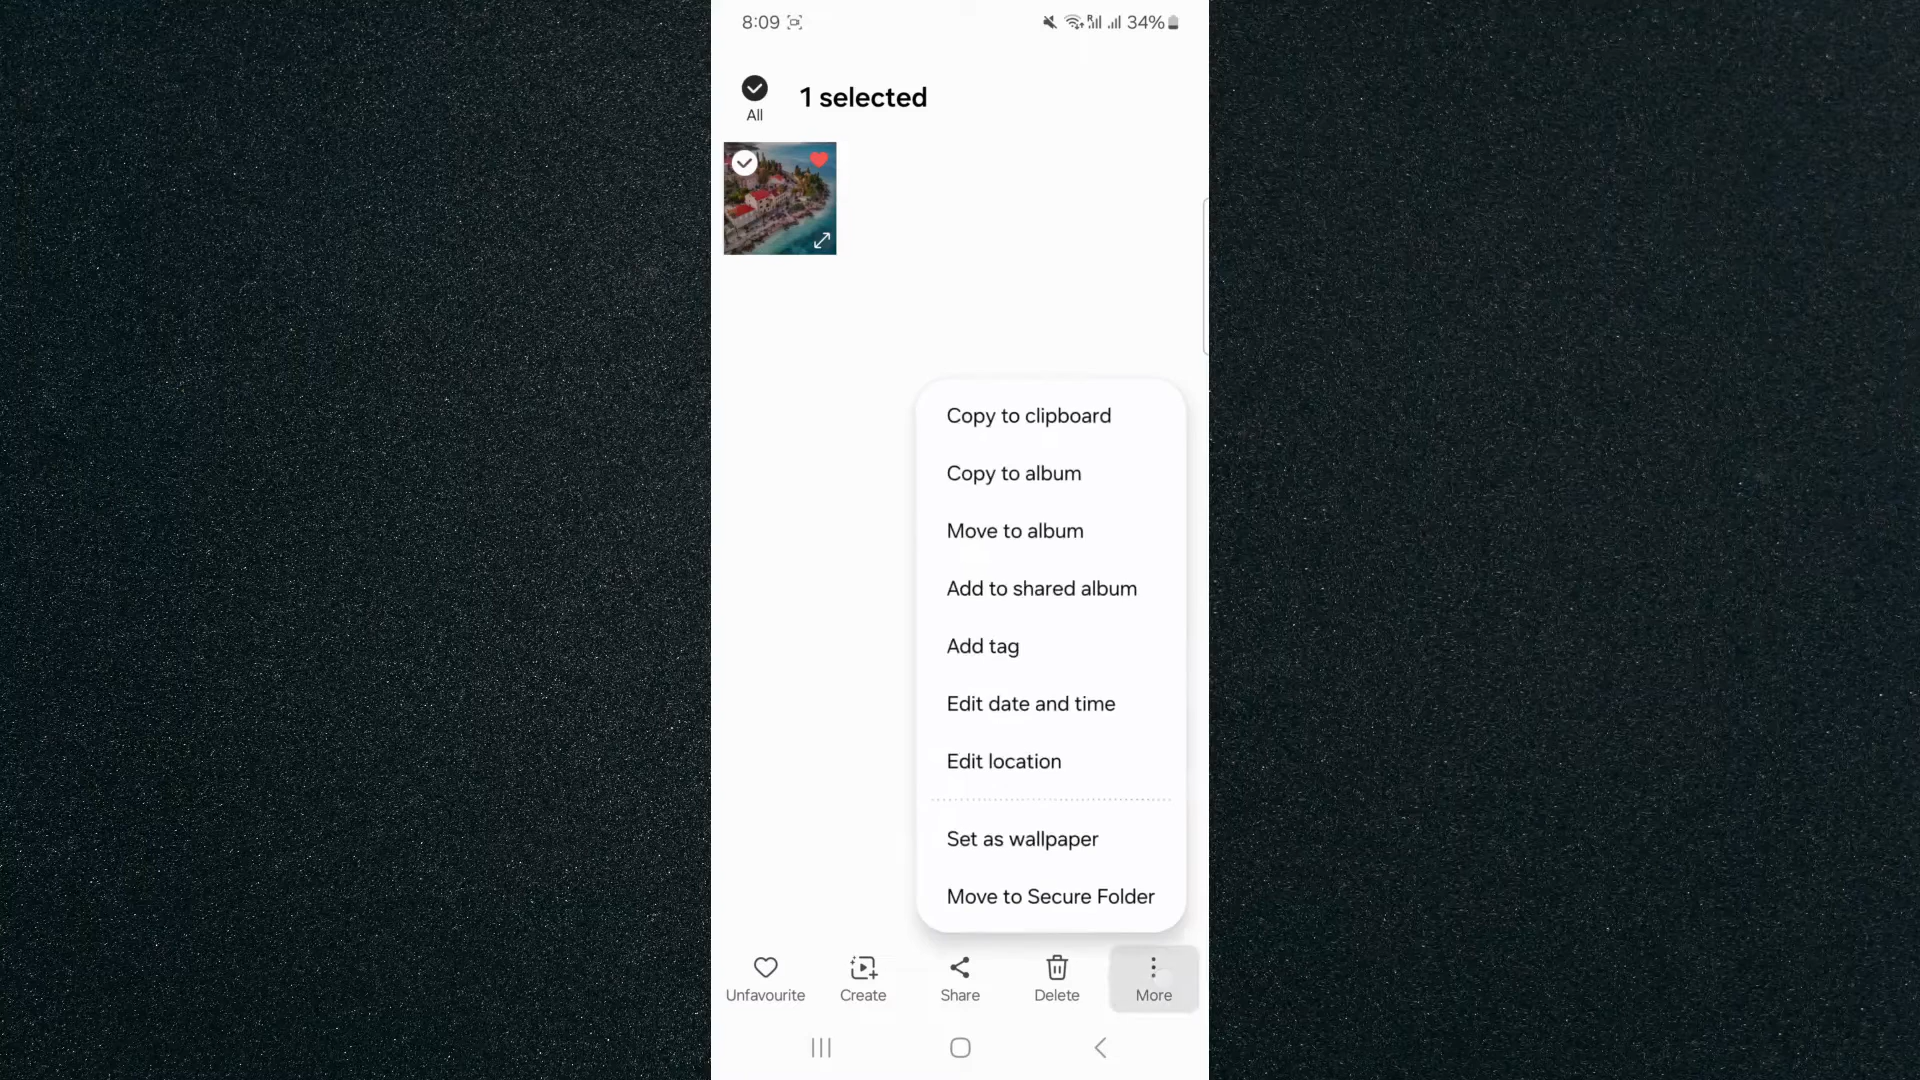 8:09 34%
1 selected
All
Copy to clipboard
Copy to album
Move to album
Add to shared album
Add tag
Edit date and time
Edit location
Set as wallpaper
Move to Secure Folder
Unfavourite Create Share Delete More